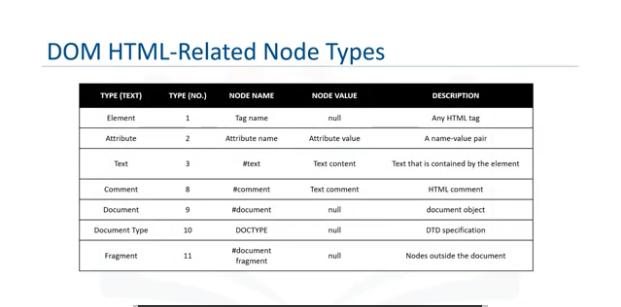 DOM HTML-Related Node Types
TYPE (TEXT) TYPE (NO.) NODE NAME NODE VALUE DESCRIPTION
Element 1 Tag name null Any HTML tag
Attribute 2 Attribute name Attribute value A name-value pair
Text 3 #text Text content Text that is contained by the element
Comment 8 #comment Text comment HTML comment
Document 9 #document null document object
Document Type 10 DOCTYPE null DTD specification
Fragment 11 #document fragment null Nodes outside the document